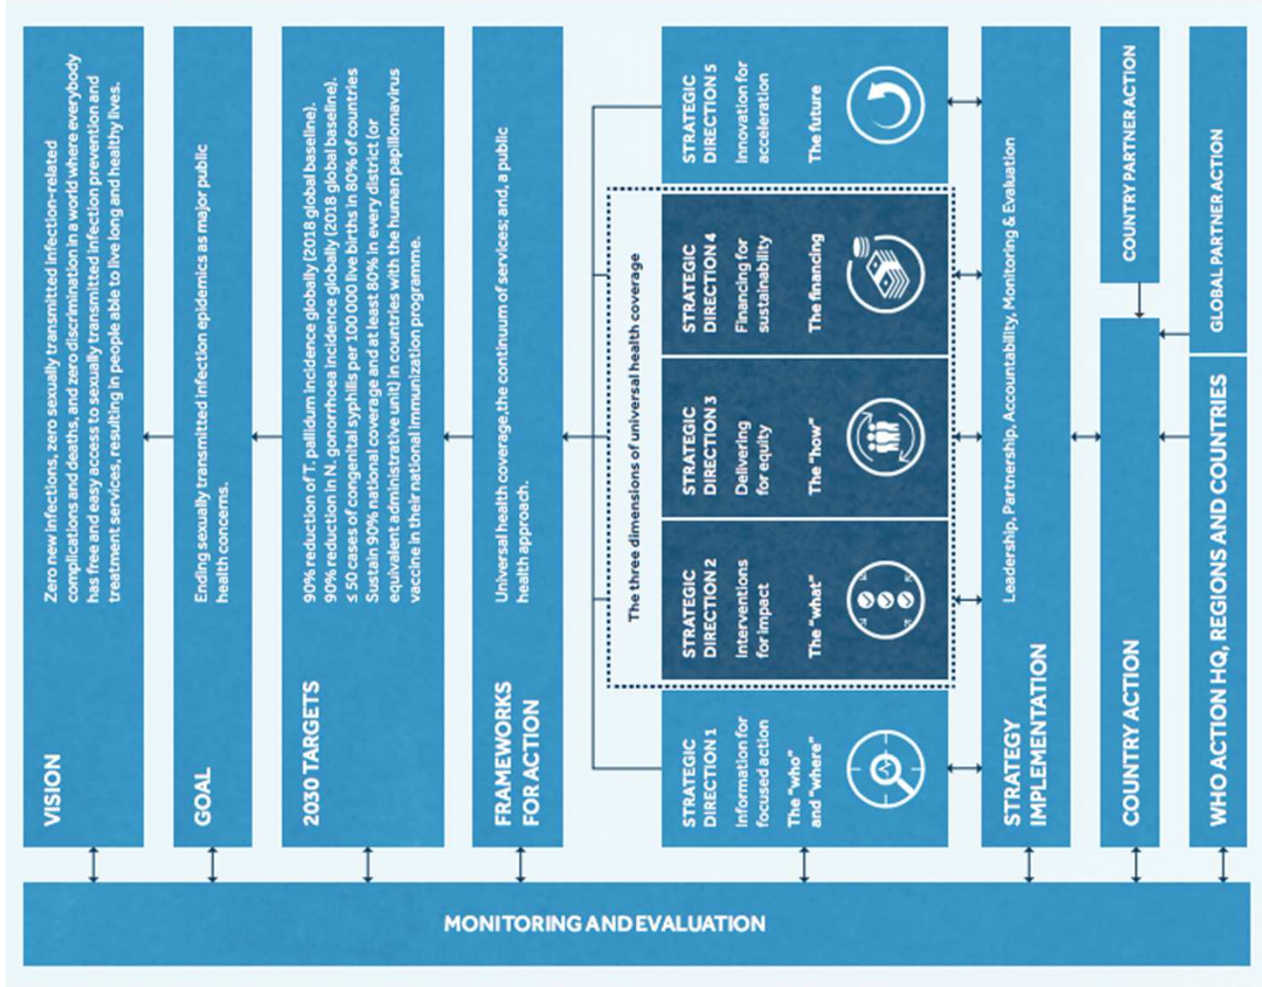 VISION
Zero new infections, zero sexually transmitted infection-related
complications and deaths, and zero discrimination in a world where everybody
has free and easy access to sexually transmitted infection prevention and
treatment services, resulting in people able to live long and healthy lives.
GOAL
Ending sexually transmitted infection epidemics as major public
health concerns.
2030 TARGETS
90% reduction of T. pallidum incidence globally (2018 global baseline).
90% reduction in N. gonorrhoea incidence globally (2018 global baseline).
≤ 50 cases of congenital syphilis per 100 000 live births in 80% of countries
Sustain 90% national coverage and at least 80% in every district (or
equivalent administrative unit) in countries with the human papillomavirus
vaccine in their national immunization programme.
FRAMEWORKS
FOR ACTION
Universal health coverage, the continuum of services; and, a public
health approach.
The three dimensions of universal health coverage
STRATEGIC
DIRECTION 1
Information for
focused action
The "who"
and "where"
STRATEGIC
DIRECTION 2
Interventions
for impact
The "what"
STRATEGIC
DIRECTION 3
Delivering
for equity
The "how"
STRATEGIC
DIRECTION 4
Financing for
sustainability
The financing
STRATEGIC
DIRECTION 5
Innovation for
acceleration
The future
STRATEGY
IMPLEMENTATION
Leadership, Partnership, Accountability, Monitoring & Evaluation
COUNTRY ACTION
COUNTRY PARTNER ACTION
WHO ACTION HQ, REGIONS AND COUNTRIES
GLOBAL PARTNER ACTION
MONITORING AND EVALUATION